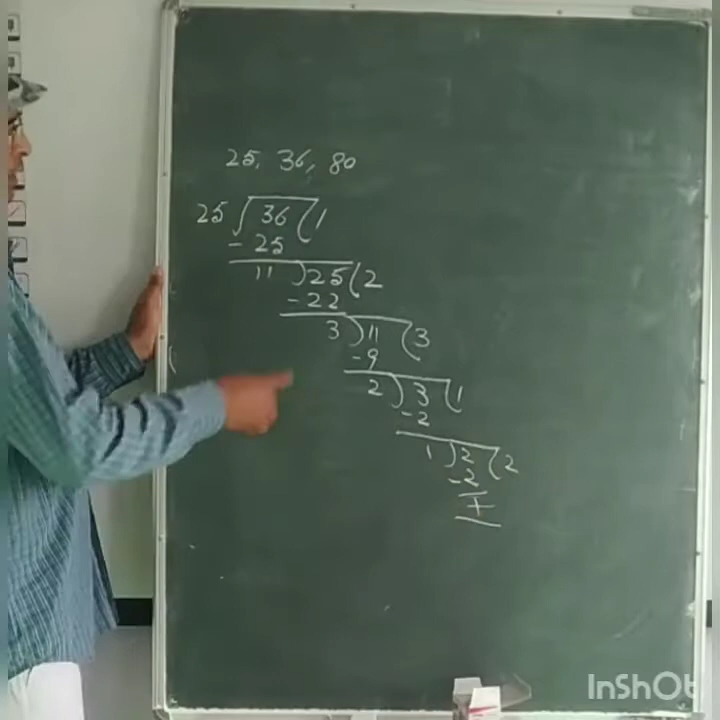 25, 36, 80
25 ) 36 ( 1
- 25
11 ) 25 ( 2
- 22
3 ) 11 ( 3
- 9
2 ) 3 ( 1
- 2
1 ) 2 ( 2
- 2
InShOt